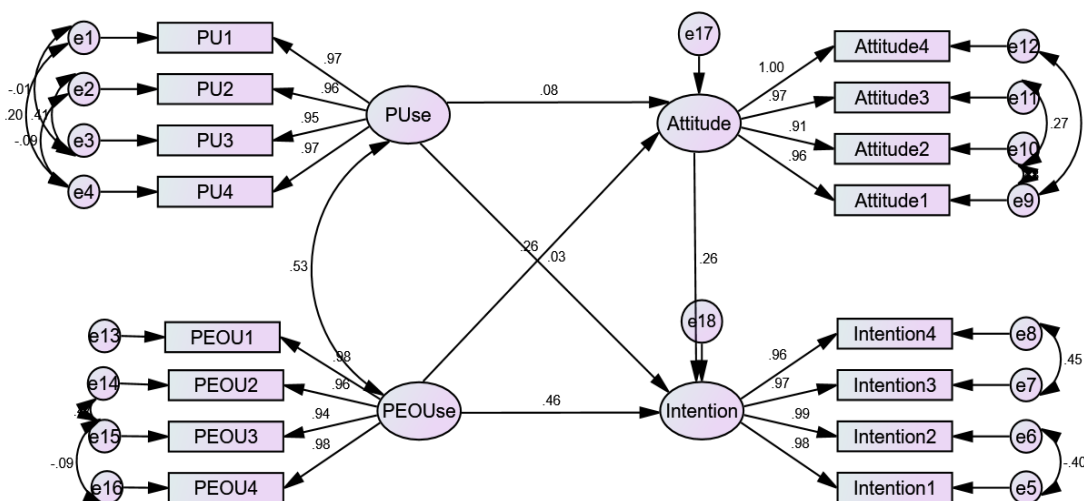 e1
PU1
e2
PU2
e3
PU3
e4
PU4
-.01
.20
.41
-.09
.97
.96
.95
.97
PUse
.08
e17
Attitude
1.00
.97
.91
.96
Attitude4
Attitude3
Attitude2
Attitude1
e12
e11
e10
e9
.27
.53
.26
.03
.26
e13
PEOU1
e14
PEOU2
e15
PEOU3
e16
PEOU4
-.09
.98
.96
.94
.98
PEOUse
.46
e18
Intention
.96
.97
.99
.98
Intention4
Intention3
Intention2
Intention1
e8
e7
e6
e5
.45
-.40